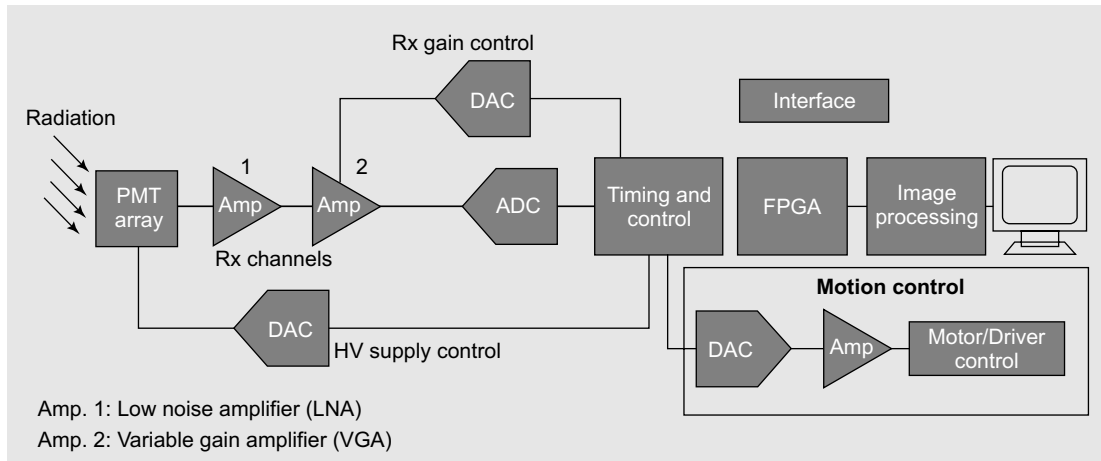 Rx gain control
DAC
Interface
Radiation
1
2
PMT
array
Amp
Amp
ADC
Timing and
control
FPGA
Image
processing
Rx channels
DAC
HV supply control
Motion control
DAC
Amp
Motor/Driver
control
Amp. 1: Low noise amplifier (LNA)
Amp. 2: Variable gain amplifier (VGA)